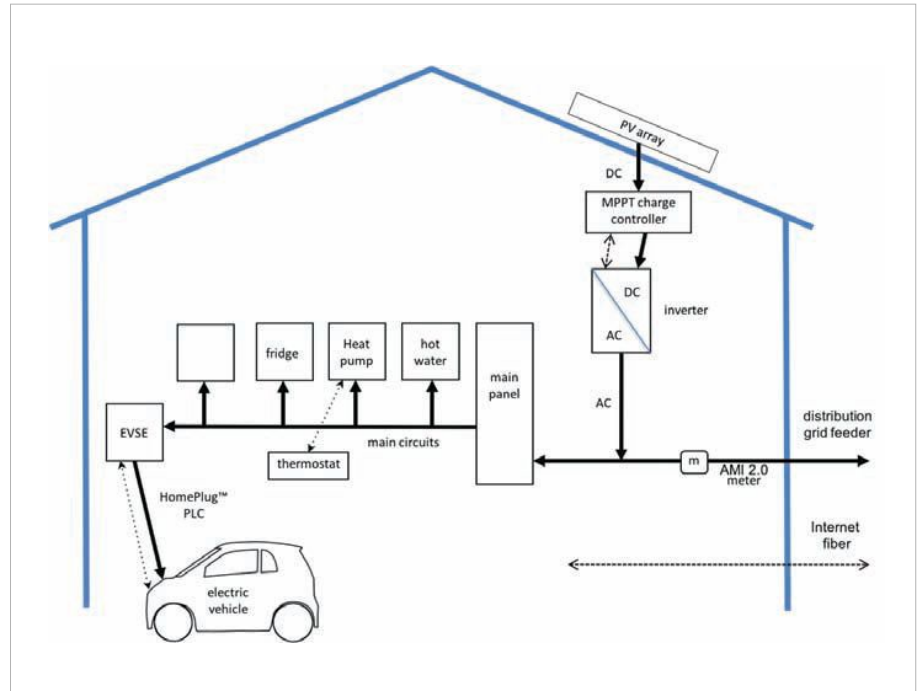 PV array
DC
MPPT charge
controller
DC
AC
inverter
AC
fridge
Heat
pump
hot
water
main
panel
EVSE
main circuits
thermostat
distribution
grid feeder
m
AMI 2.0
meter
HomePlug™
PLC
Internet
fiber
electric
vehicle